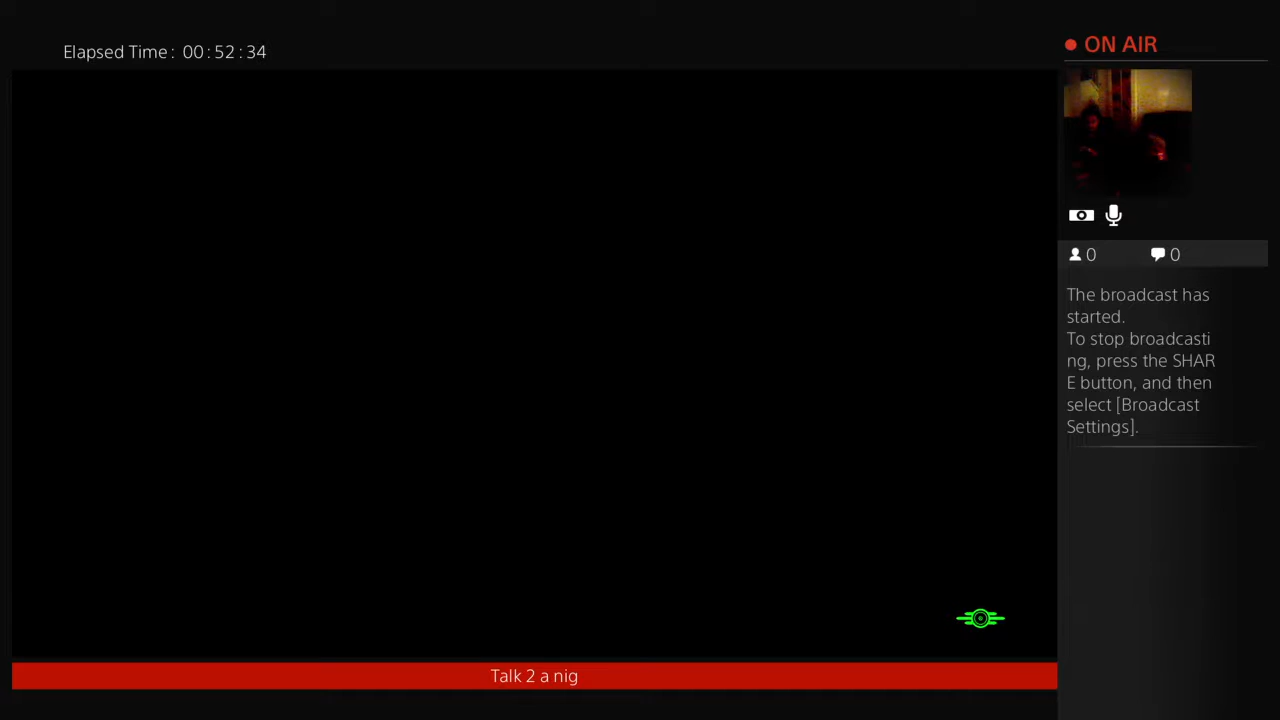 Elapsed Time: 00:52:34
ON AIR
0 0
The broadcast has
started.
To stop broadcasti
ng, press the SHAR
E button, and then
select [Broadcast
Settings].
Talk 2 a nig